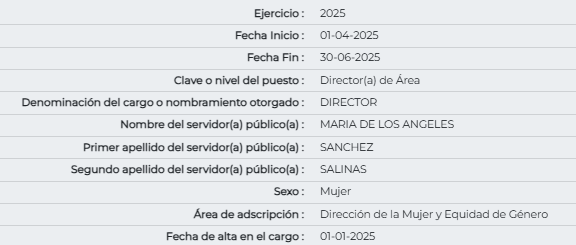 Ejercicio : 2025
Fecha Inicio : 01-04-2025
Fecha Fin : 30-06-2025
Clave o nivel del puesto : Director(a) de Área
Denominación del cargo o nombramiento otorgado : DIRECTOR
Nombre del servidor(a) público(a) : MARIA DE LOS ANGELES
Primer apellido del servidor(a) público(a) : SANCHEZ
Segundo apellido del servidor(a) público(a) : SALINAS
Sexo : Mujer
Área de adscripción : Dirección de la Mujer y Equidad de Género
Fecha de alta en el cargo : 01-01-2025